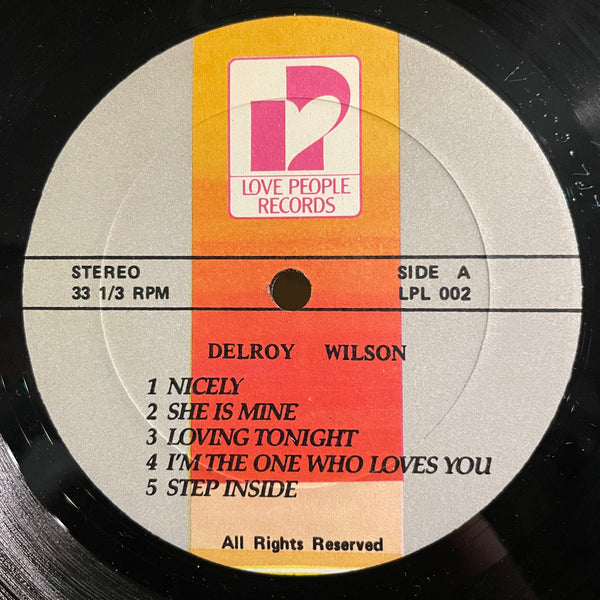 LOVE PEOPLE
RECORDS
STEREO
33 1/3 RPM
SIDE A
LPL 002
DELROY WILSON
1 NICELY
2 SHE IS MINE
3 LOVING TONIGHT
4 I'M THE ONE WHO LOVES YOU
5 STEP INSIDE
All Rights Reserved